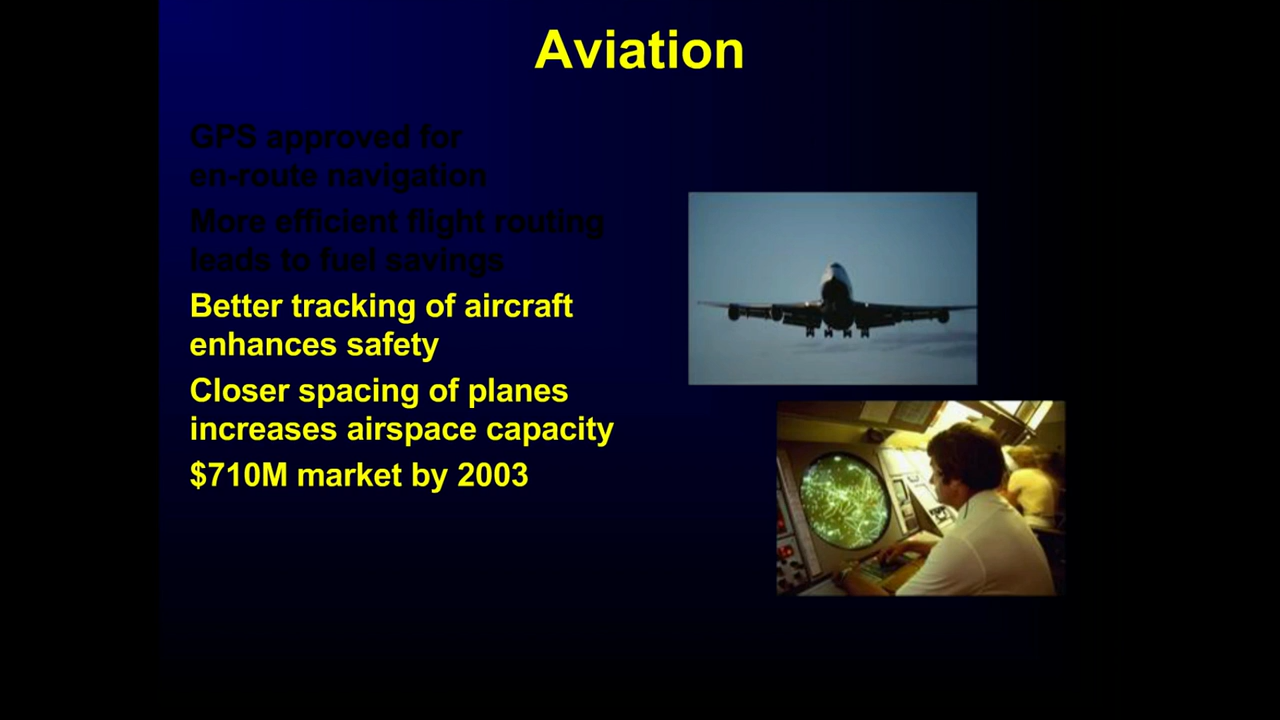 Aviation
GPS approved for
en-route navigation
More efficient flight routing
leads to fuel savings
Better tracking of aircraft
enhances safety
Closer spacing of planes
increases airspace capacity
$710M market by 2003